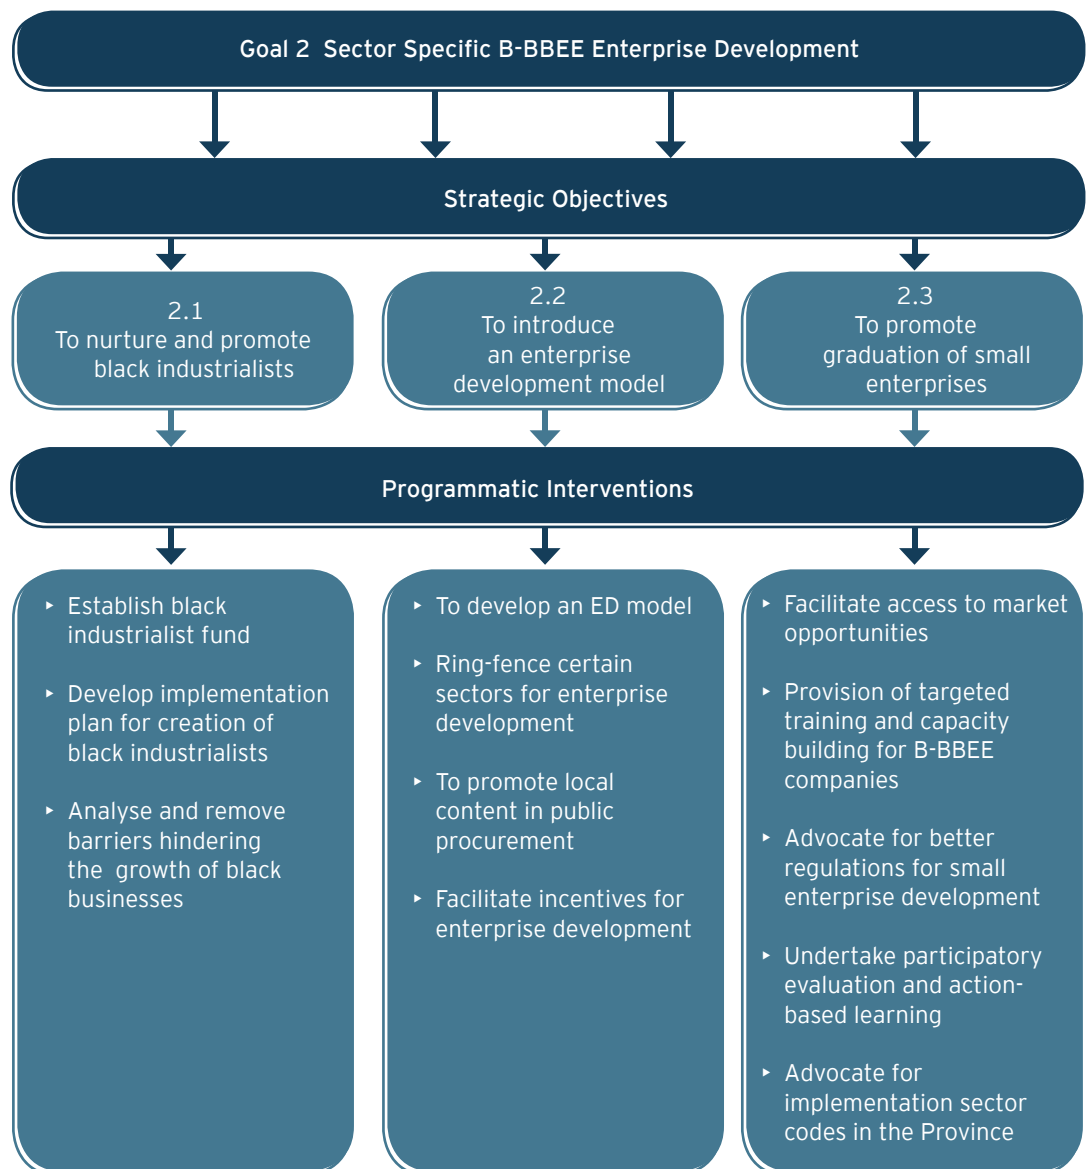 Goal 2 Sector Specific B-BBEE Enterprise Development
Strategic Objectives
2.1
To nurture and promote
black industrialists
2.2
To introduce
an enterprise
development model
2.3
To promote
graduation of small
enterprises
Programmatic Interventions
‣ Establish black
industrialist fund
‣ Develop implementation
plan for creation of
black industrialists
‣ Analyse and remove
barriers hindering
the growth of black
businesses
‣ To develop an ED model
‣ Ring-fence certain
sectors for enterprise
development
‣ To promote local
content in public
procurement
‣ Facilitate incentives for
enterprise development
‣ Facilitate access to market
opportunities
‣ Provision of targeted
training and capacity
building for B-BBEE
companies
‣ Advocate for better
regulations for small
enterprise development
‣ Undertake participatory
evaluation and action-
based learning
‣ Advocate for
implementation sector
codes in the Province